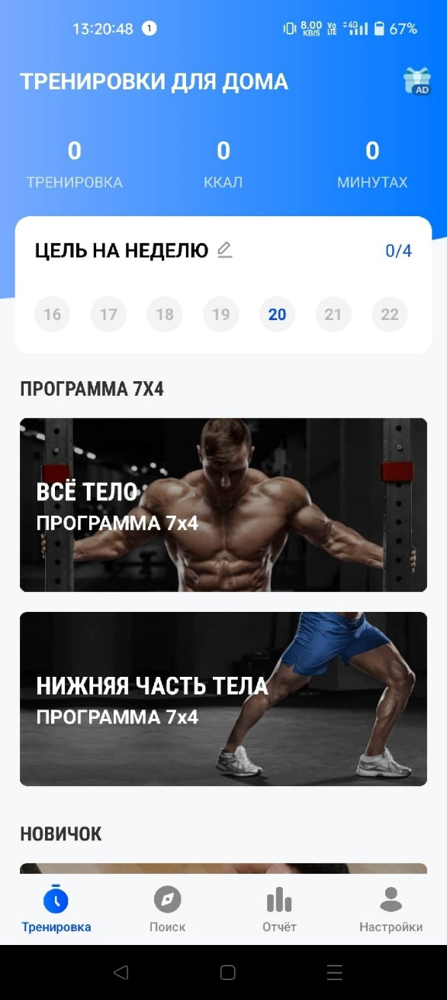 13:20:48 1 8.00 KB/S Vo LTE 4G 67%
ТРЕНИРОВКИ ДЛЯ ДОМА
AD
0 0 0
ТРЕНИРОВКА ККАЛ МИНУТАХ
ЦЕЛЬ НА НЕДЕЛЮ 0/4
16 17 18 19 20 21 22
ПРОГРАММА 7X4
ВСЁ ТЕЛО
ПРОГРАММА 7x4
НИЖНЯЯ ЧАСТЬ ТЕЛА
ПРОГРАММА 7x4
НОВИЧОК
Тренировка Поиск Отчёт Настройки